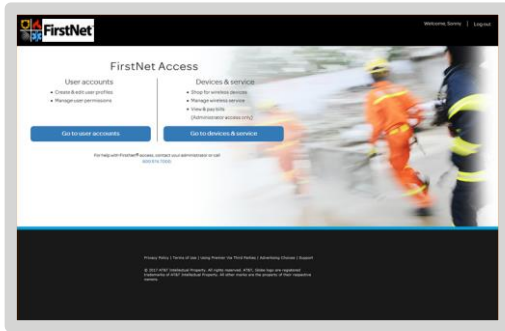 FirstNet
Welcome, Sonny | Logout
FirstNet Access
User accounts
• Create & edit user profiles
• Manage user permissions
Go to user accounts
Devices & service
• Shop for wireless devices
• Manage wireless service
• View & pay bills
(Administrator access only)
Go to devices & service
For help with FirstNet® access, contact your administrator or call
Privacy Policy | Terms of use | Using Premier Via Third Parties | Advertising Choices | Support
© 2017 AT&T Intellectual Property. All rights reserved. AT&T, Globe logo are registered
trademarks of AT&T Intellectual Property. All other marks are the property of their respective
owners